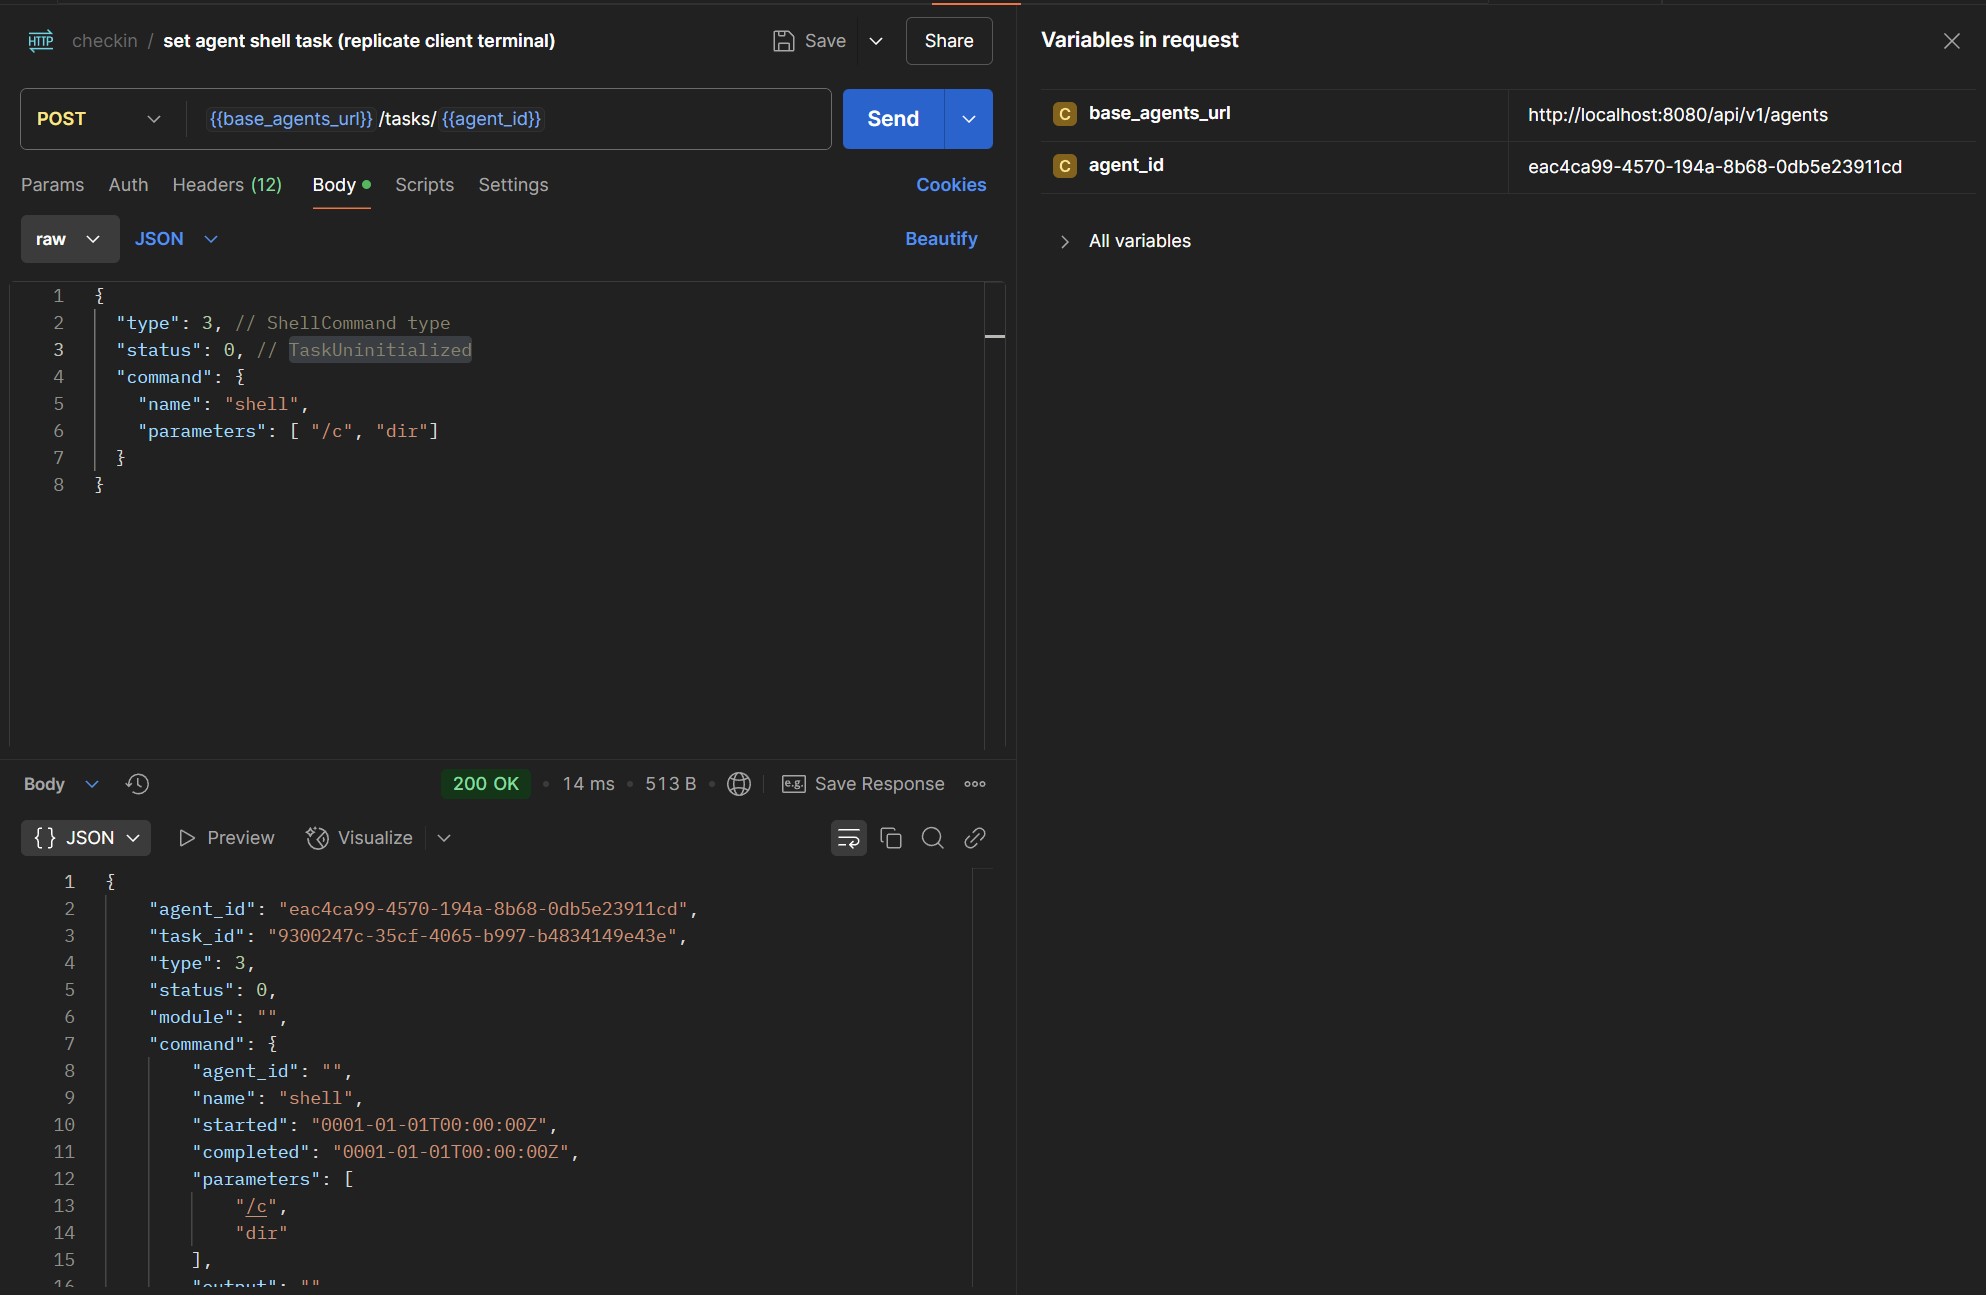 HTTP checkin / set agent shell task (replicate client terminal) Save Share
POST {{base_agents_url}} /tasks/ {{agent_id}} Send
Params Auth Headers (12) Body Scripts Settings Cookies
raw JSON Beautify
1 {
2 "type": 3, // ShellCommand type
3 "status": 0, // TaskUninitialized
4 "command": {
5 "name": "shell",
6 "parameters": [ "/c", "dir"]
7 }
8 }
Body 200 OK • 14 ms • 513 B • e.g. Save Response
{} JSON Preview Visualize
1 {
2 "agent_id": "eac4ca99-4570-194a-8b68-0db5e23911cd",
3 "task_id": "9300247c-35cf-4065-b997-b4834149e43e",
4 "type": 3,
5 "status": 0,
6 "module": "",
7 "command": {
8 "agent_id": "",
9 "name": "shell",
10 "started": "0001-01-01T00:00:00Z",
11 "completed": "0001-01-01T00:00:00Z",
12 "parameters": [
13 "/c",
14 "dir"
15 ],
16 "output": ""
Variables in request
C base_agents_url http://localhost:8080/api/v1/agents
C agent_id eac4ca99-4570-194a-8b68-0db5e23911cd
All variables